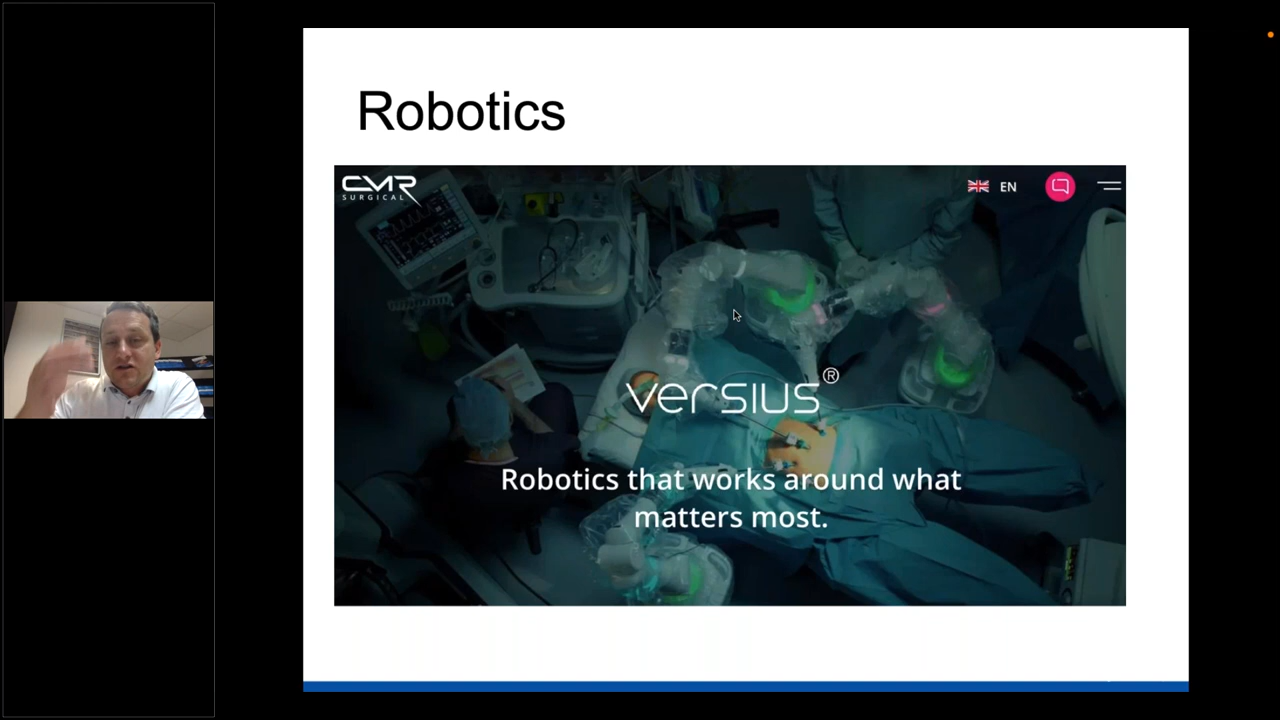 Robotics
CMR
SURGICAL
EN
versius®
Robotics that works around what
matters most.